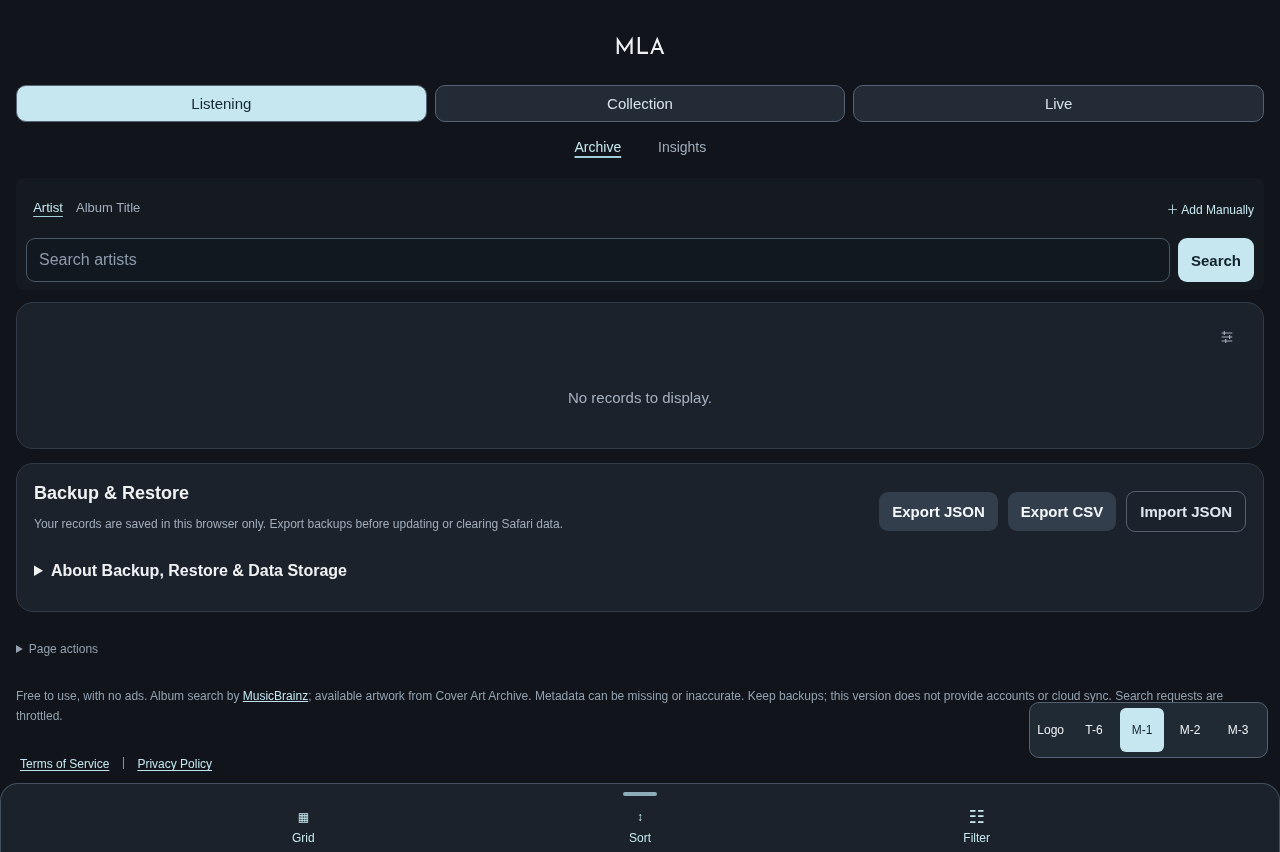 MLA
Listening
Collection
Live
Archive
Insights
Artist
Album Title
+ Add Manually
Search artists
Search
No records to display.
Backup & Restore
Your records are saved in this browser only. Export backups before updating or clearing Safari data.
Export JSON
Export CSV
Import JSON
About Backup, Restore & Data Storage
Page actions
Free to use, with no ads. Album search by MusicBrainz; available artwork from Cover Art Archive. Metadata can be missing or inaccurate. Keep backups; this version does not provide accounts or cloud sync. Search requests are
throttled.
Logo
T-6
M-1
M-2
M-3
Terms of Service
Privacy Policy
Grid
Sort
Filter